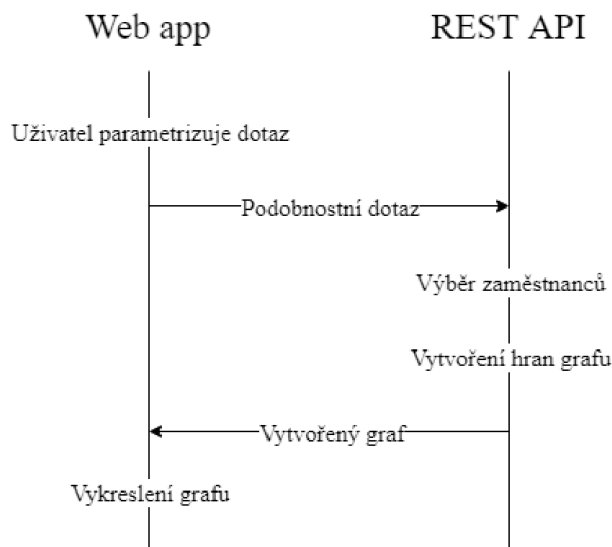 Web app
REST API
Uživatel parametrizuje dotaz
Podobnostní dotaz
Výběr zaměstnanců
Vytvoření hran grafu
Vytvořený graf
Vykreslení grafu